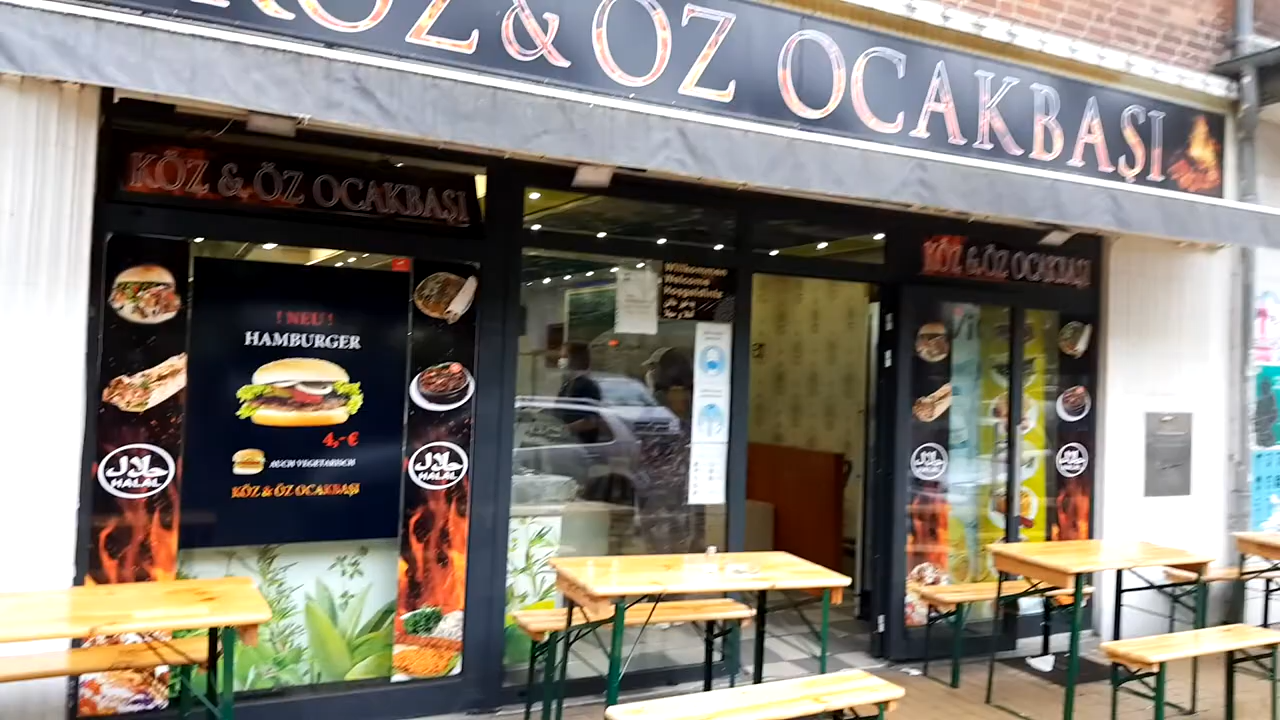 KÖZ & ÖZ OCAKBAŞI
KÖZ & ÖZ OCAKBAŞI
KÖZ & ÖZ OCAKBAŞI
! NEU !
HAMBURGER
4,- €
AUCH VEGETARISCH
KÖZ & ÖZ OCAKBAŞI
حلال
HALAL
حلال
HALAL
Willkommen
Welcome
Hoşgeldiniz
حلال
HALAL
حلال
HALAL